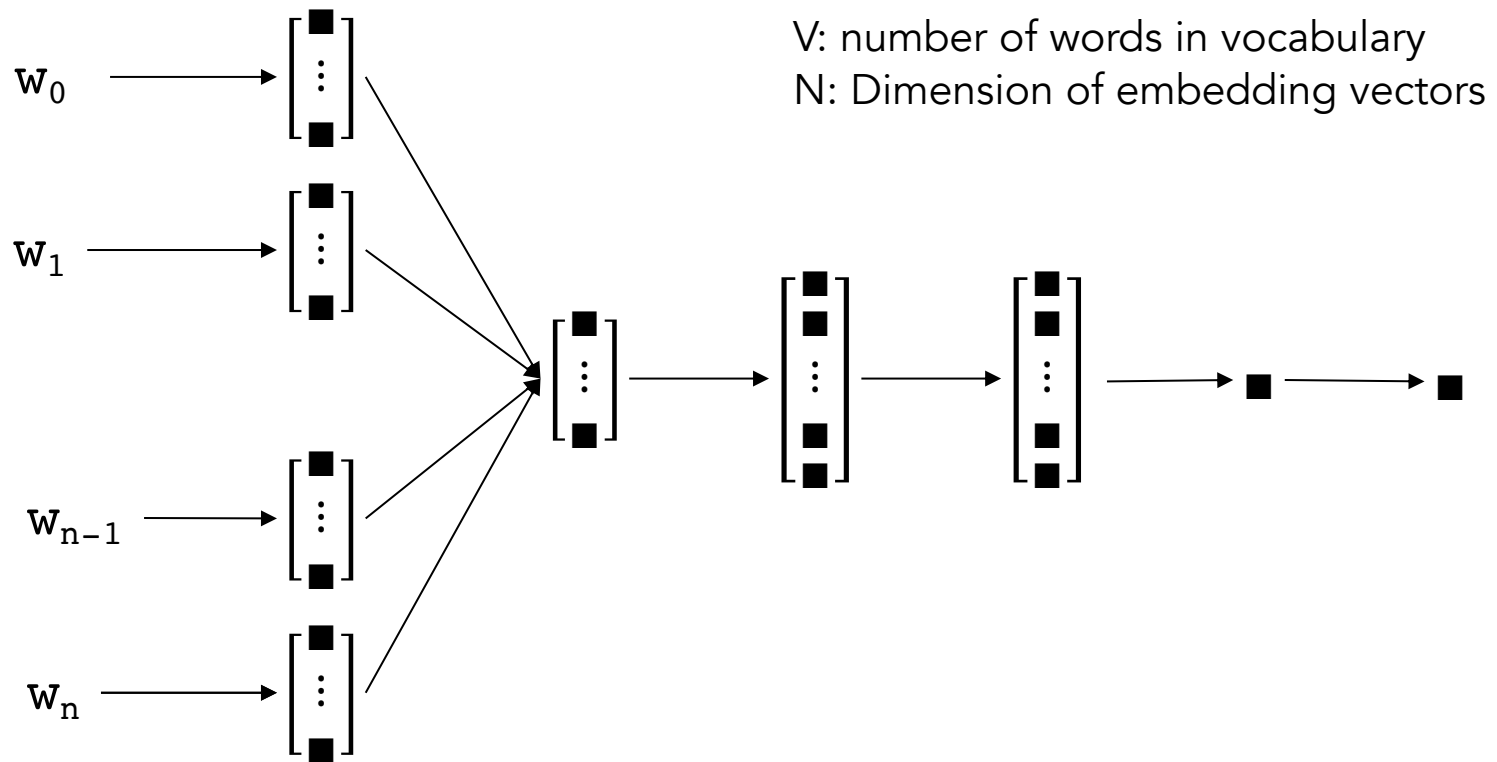 V: number of words in vocabulary
N: Dimension of embedding vectors
w₀
w₁
wₙ₋₁
wₙ